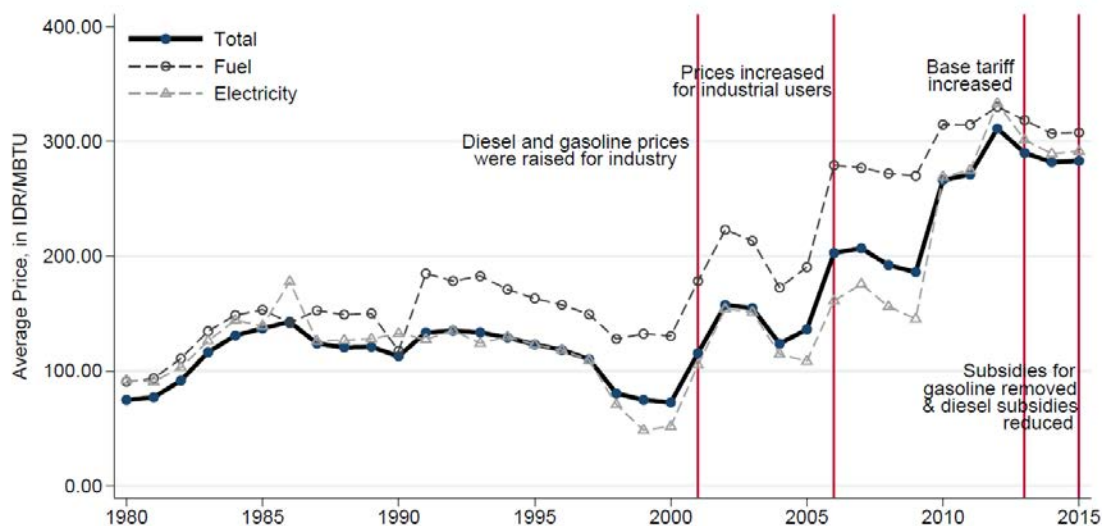 400.00
300.00
200.00
100.00
0.00
Average Price, in IDR/MBTU
Total
Fuel
Electricity
Diesel and gasoline prices
were raised for industry
Prices increased
for industrial users
Base tariff
increased
Subsidies for
gasoline removed
& diesel subsidies
reduced
1980
1985
1990
1995
2000
2005
2010
2015